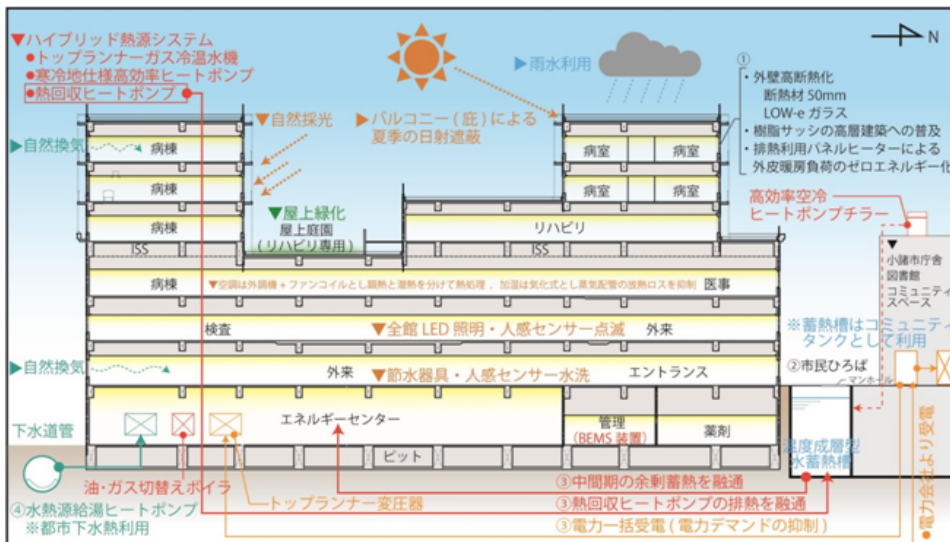 ▼ハイブリッド熱源システム
●トップランナーガス冷温水機
●寒冷地仕様高効率ヒートポンプ
●熱回収ヒートポンプ
▶雨水利用
N
①
・外壁高断熱化
断熱材 50mm
LOW-e ガラス
・樹脂サッシの高層建築への普及
・排熱利用パネルヒーターによる
外皮暖房負荷のゼロエネルギー化
▼自然採光
▶バルコニー(庇)による
夏季の日射遮蔽
▶自然換気
病棟
病室
病室
病棟
病室
病室
高効率空冷
ヒートポンプチラー
▼屋上緑化
屋上庭園
(リハビリ専用)
病棟
リハビリ
ISS
ISS
▼
小諸市庁舎
図書館
コミュニティ
スペース
病棟
▼空調は外調機+ファンコイルとし顕熱と潜熱を分けて熱処理，加湿は気化式とし蒸気配管の放熱ロスを抑制
医事
検査
▼全館 LED 照明・人感センサー点滅
外来
※蓄熱槽はコミュニティ
タンクとして利用
▶自然換気
外来
▼節水器具・人感センサー水洗
エントランス
②市民ひろば
マンホール
エネルギーセンター
管理
(BEMS 装置)
薬剤
下水道管
ピット
温度成層型
水蓄熱槽
●電力会社より受電
油・ガス切替えボイラ
③中間期の余剰蓄熱を融通
④水熱源給湯ヒートポンプ
※都市下水熱利用
トップランナー変圧器
③熱回収ヒートポンプの排熱を融通
③電力一括受電(電力デマンドの抑制)